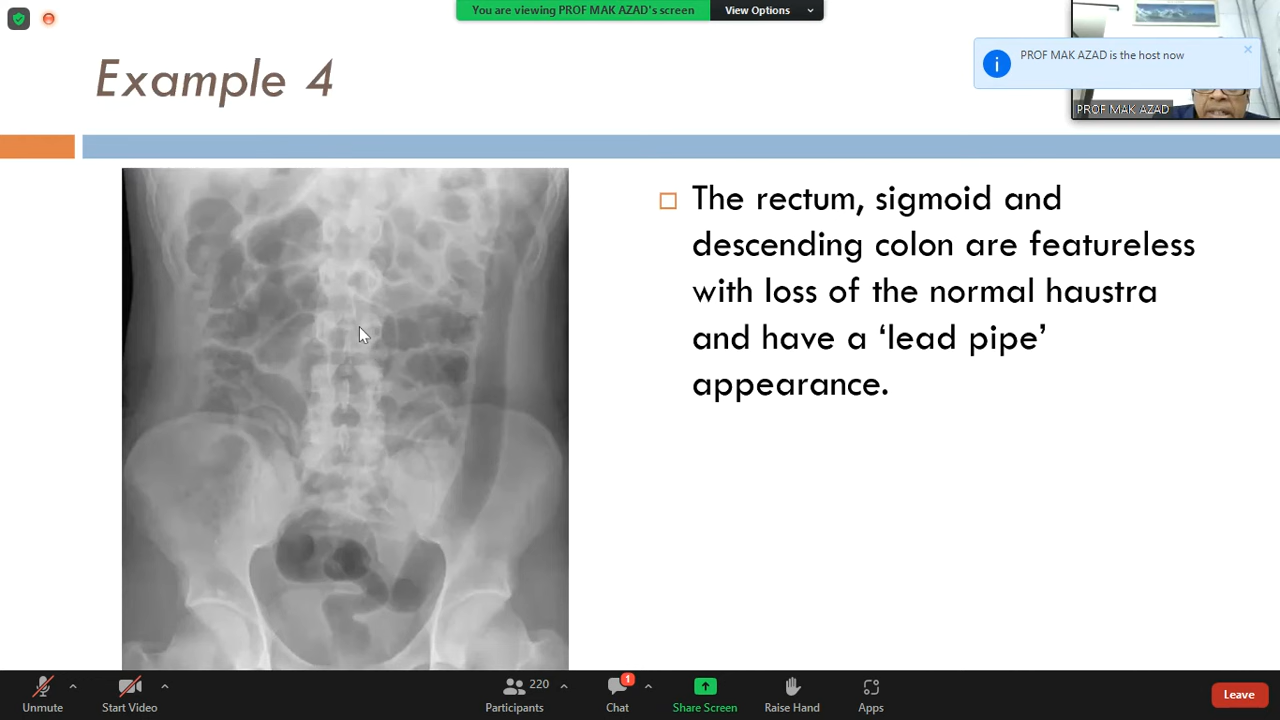 You are viewing PROF MAK AZAD's screen
View Options
PROF MAK AZAD is the host now
PROF MAK AZAD
Example 4
The rectum, sigmoid and
descending colon are featureless
with loss of the normal haustra
and have a ‘lead pipe’
appearance.
Unmute
Start Video
220
Participants
1
Chat
Share Screen
Raise Hand
Apps
Leave